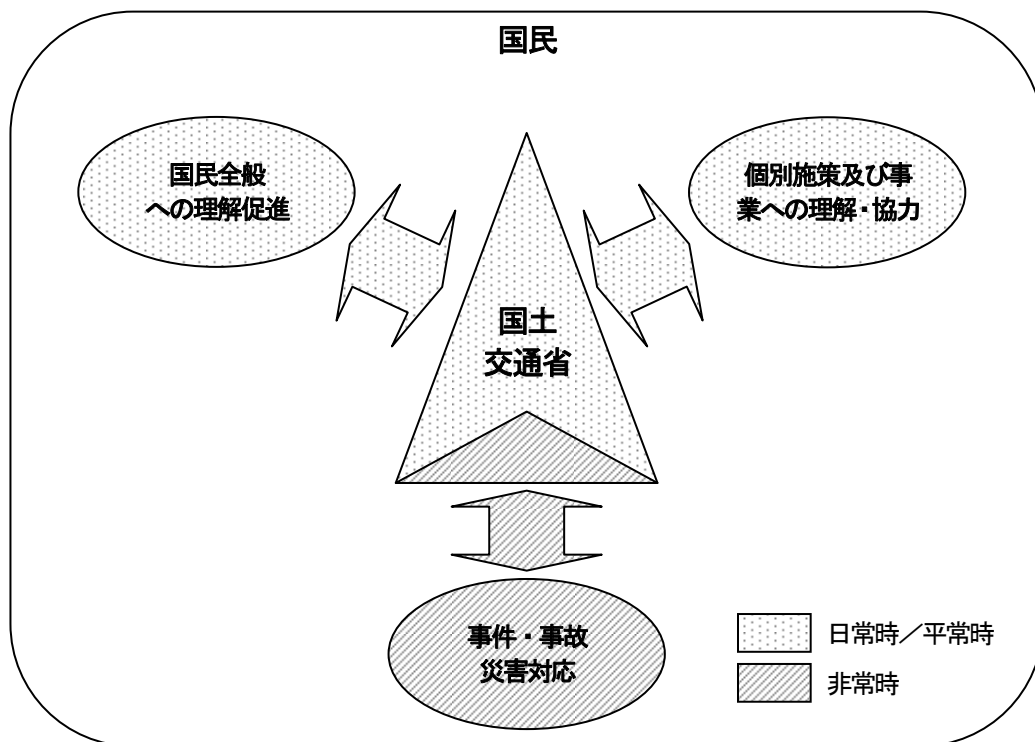 国民
国民全般
への理解促進
個別施策及び事
業への理解・協力
国土
交通省
事件・事故
災害対応
日常時／平常時
非常時